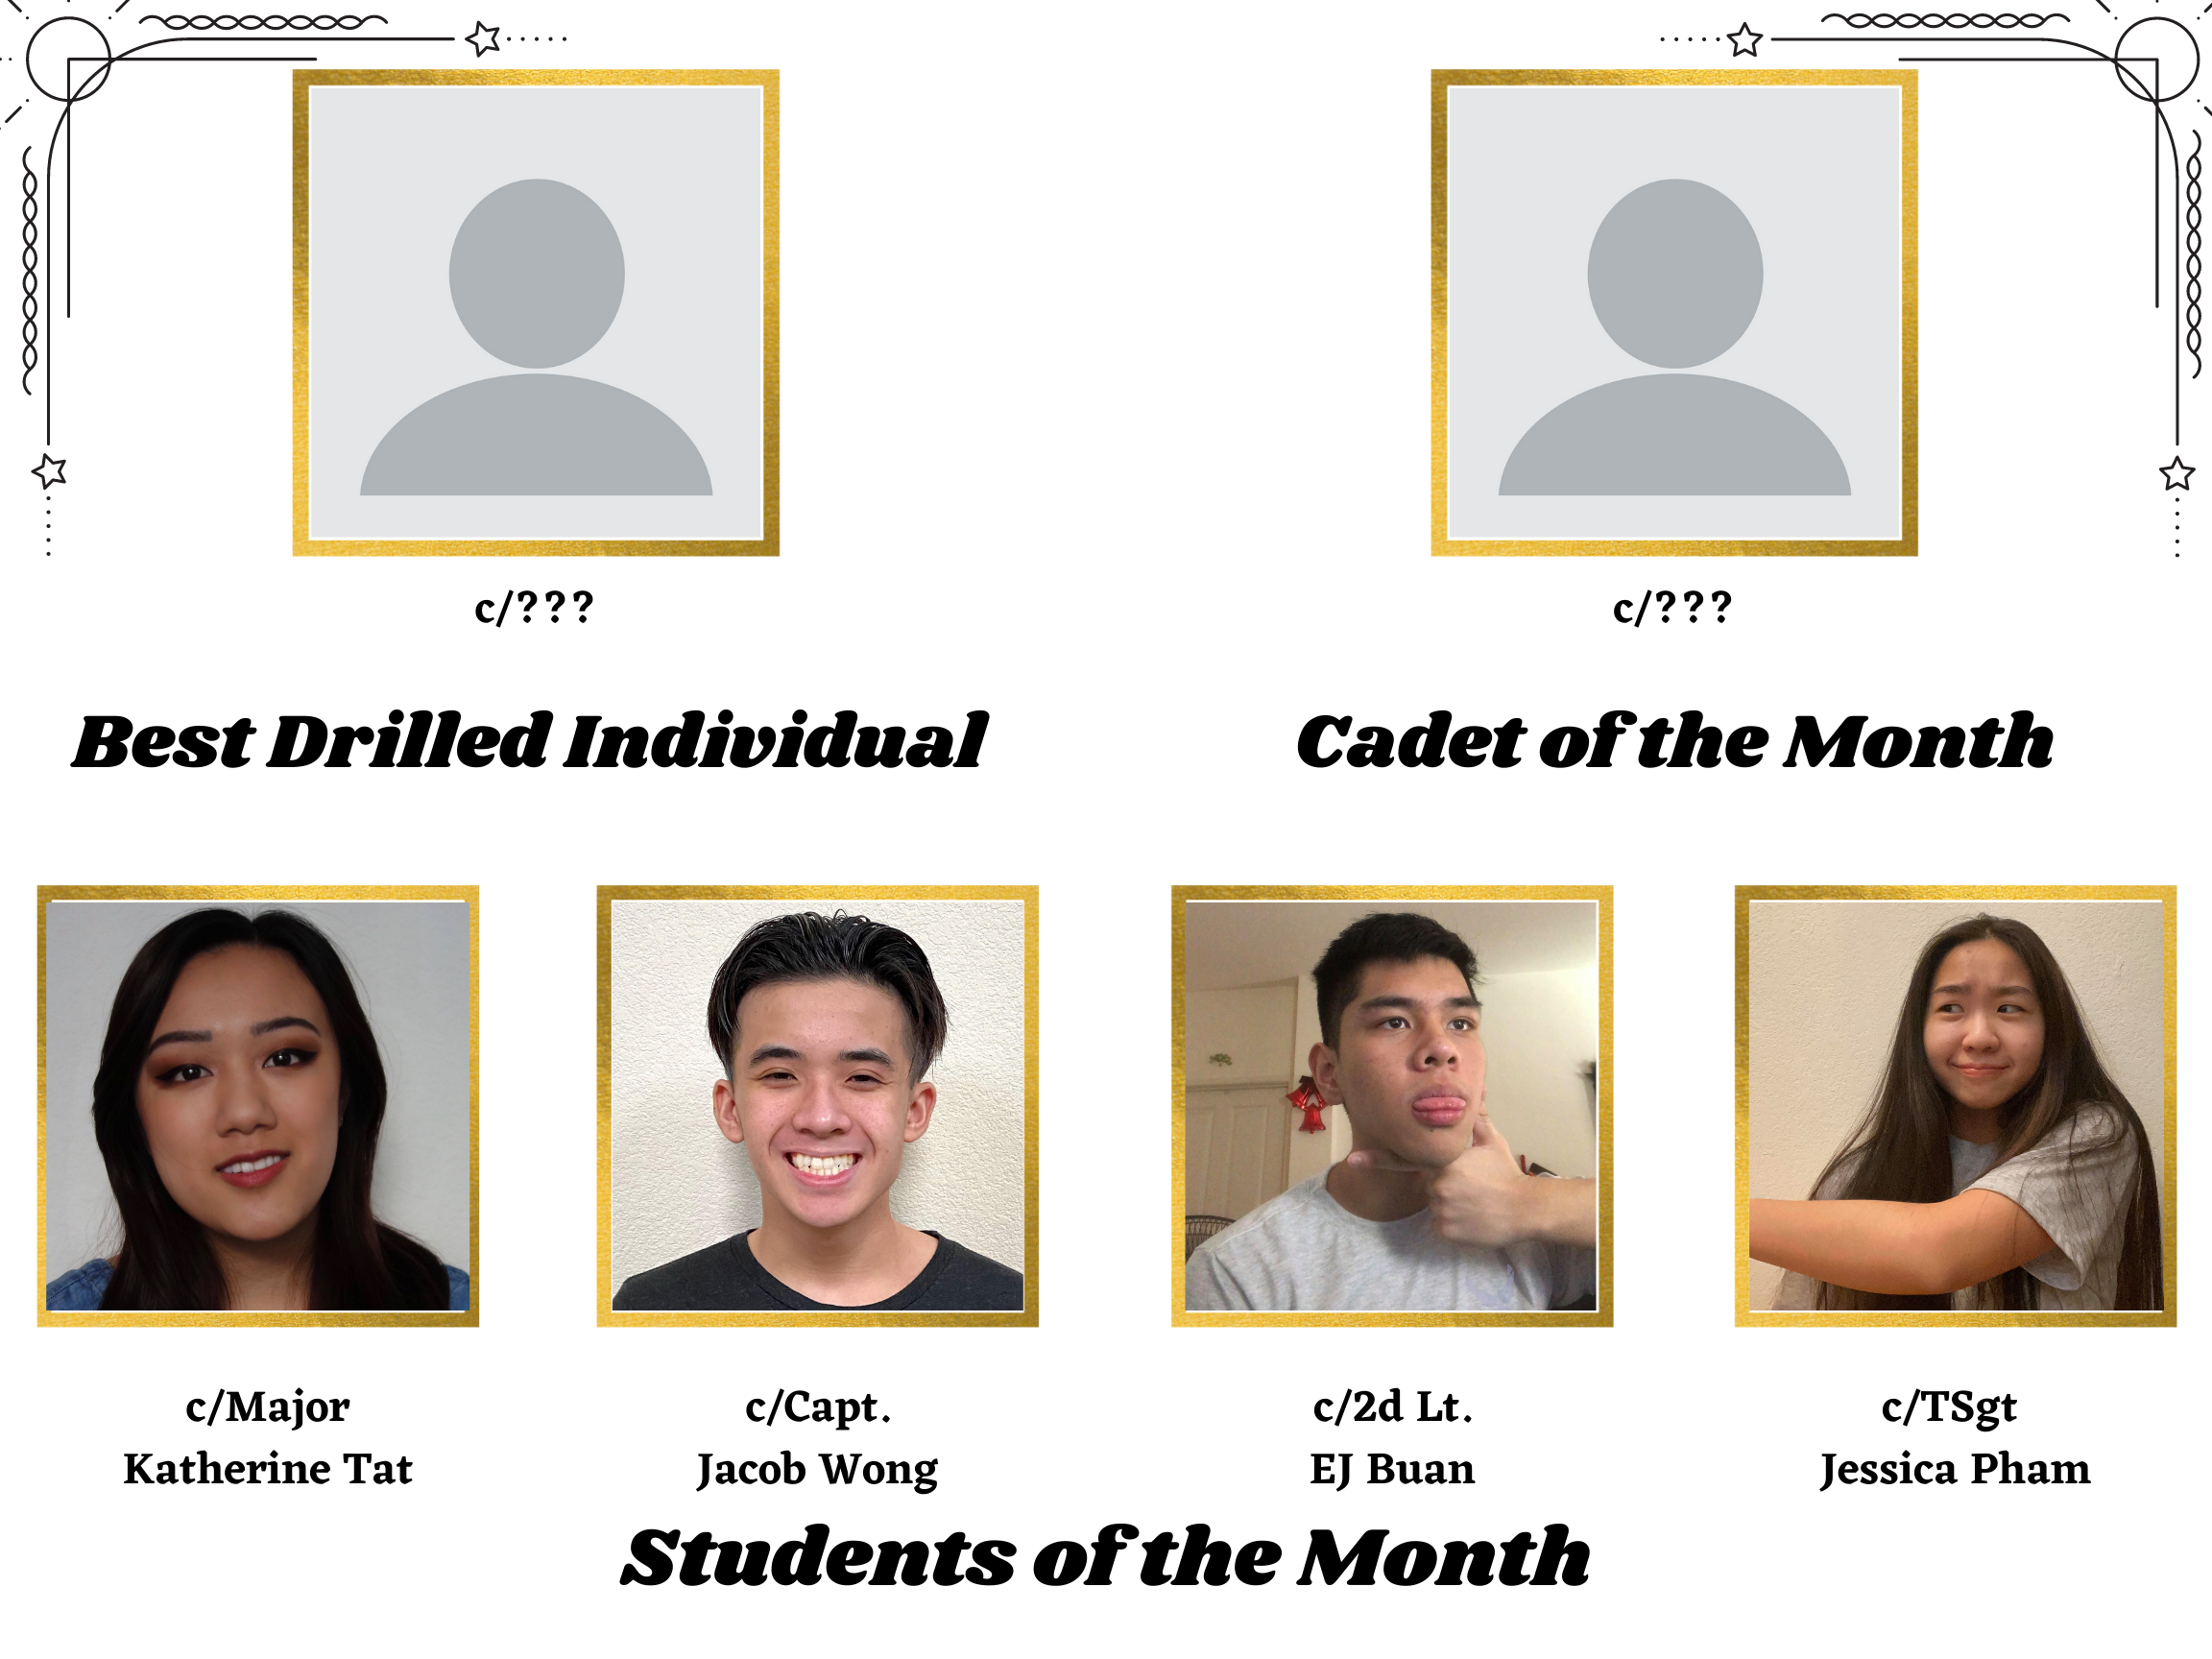 c/???
c/???
Best Drilled Individual
Cadet of the Month
c/Major
Katherine Tat
c/Capt.
Jacob Wong
c/2d Lt.
EJ Buan
c/TSgt
Jessica Pham
Students of the Month